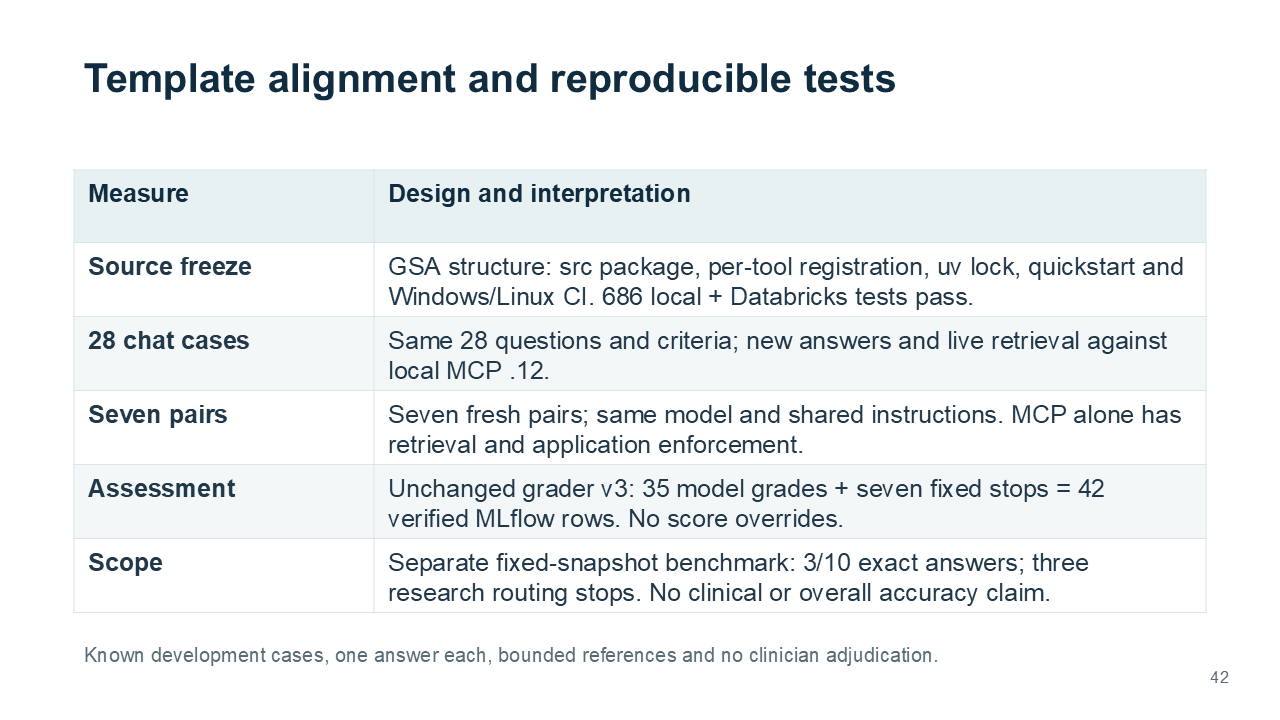 Template alignment and reproducible tests
Measure
Design and interpretation
Source freeze
GSA structure: src package, per-tool registration, uv lock, quickstart and
Windows/Linux CI. 686 local + Databricks tests pass.
28 chat cases
Same 28 questions and criteria; new answers and live retrieval against
local MCP .12.
Seven pairs
Seven fresh pairs; same model and shared instructions. MCP alone has
retrieval and application enforcement.
Assessment
Unchanged grader v3: 35 model grades + seven fixed stops = 42
verified MLflow rows. No score overrides.
Scope
Separate fixed-snapshot benchmark: 3/10 exact answers; three
research routing stops. No clinical or overall accuracy claim.
Known development cases, one answer each, bounded references and no clinician adjudication.
42